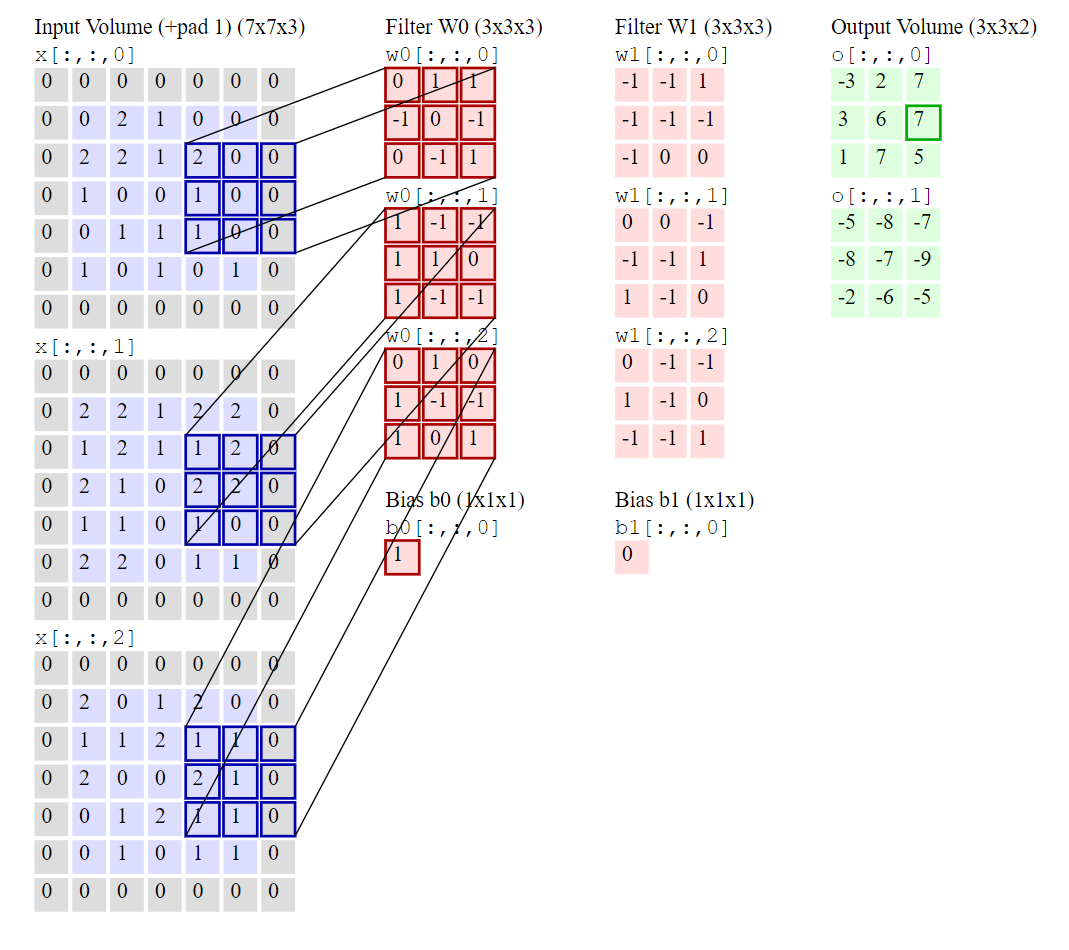 Input Volume (+pad 1) (7x7x3) Filter W0 (3x3x3) Filter W1 (3x3x3) Output Volume (3x3x2)
x[:,:,0] w0[:,:,0] w1[:,:,0] o[:,:,0]
0 0 0 0 0 0 0 0 1 1 -1 -1 1 -3 2 7
0 0 2 1 0 0 0 -1 0 -1 -1 -1 -1 3 6 7
0 2 2 1 2 0 0 0 -1 1 -1 0 0 1 7 5
0 1 0 0 1 0 0 w0[:,:,1] w1[:,:,1] o[:,:,1]
0 0 1 1 1 0 0 1 -1 -1 0 0 -1 -5 -8 -7
0 1 0 1 0 1 0 1 1 0 -1 -1 1 -8 -7 -9
0 0 0 0 0 0 0 1 -1 -1 1 -1 0 -2 -6 -5
x[:,:,1] w0[:,:,2] w1[:,:,2]
0 0 0 0 0 0 0 0 1 0 0 -1 -1
0 2 2 1 2 2 0 1 -1 -1 1 -1 0
0 1 2 1 1 2 0 1 0 1 -1 -1 1
0 2 1 0 2 2 0 Bias b0 (1x1x1) Bias b1 (1x1x1)
0 1 1 0 1 0 0 b0[:,:,0] b1[:,:,0]
0 2 2 0 1 1 0 1 0
0 0 0 0 0 0 0
x[:,:,2]
0 0 0 0 0 0 0
0 2 0 1 2 0 0
0 1 1 2 1 1 0
0 2 0 0 2 1 0
0 0 1 2 1 1 0
0 0 1 0 1 1 0
0 0 0 0 0 0 0